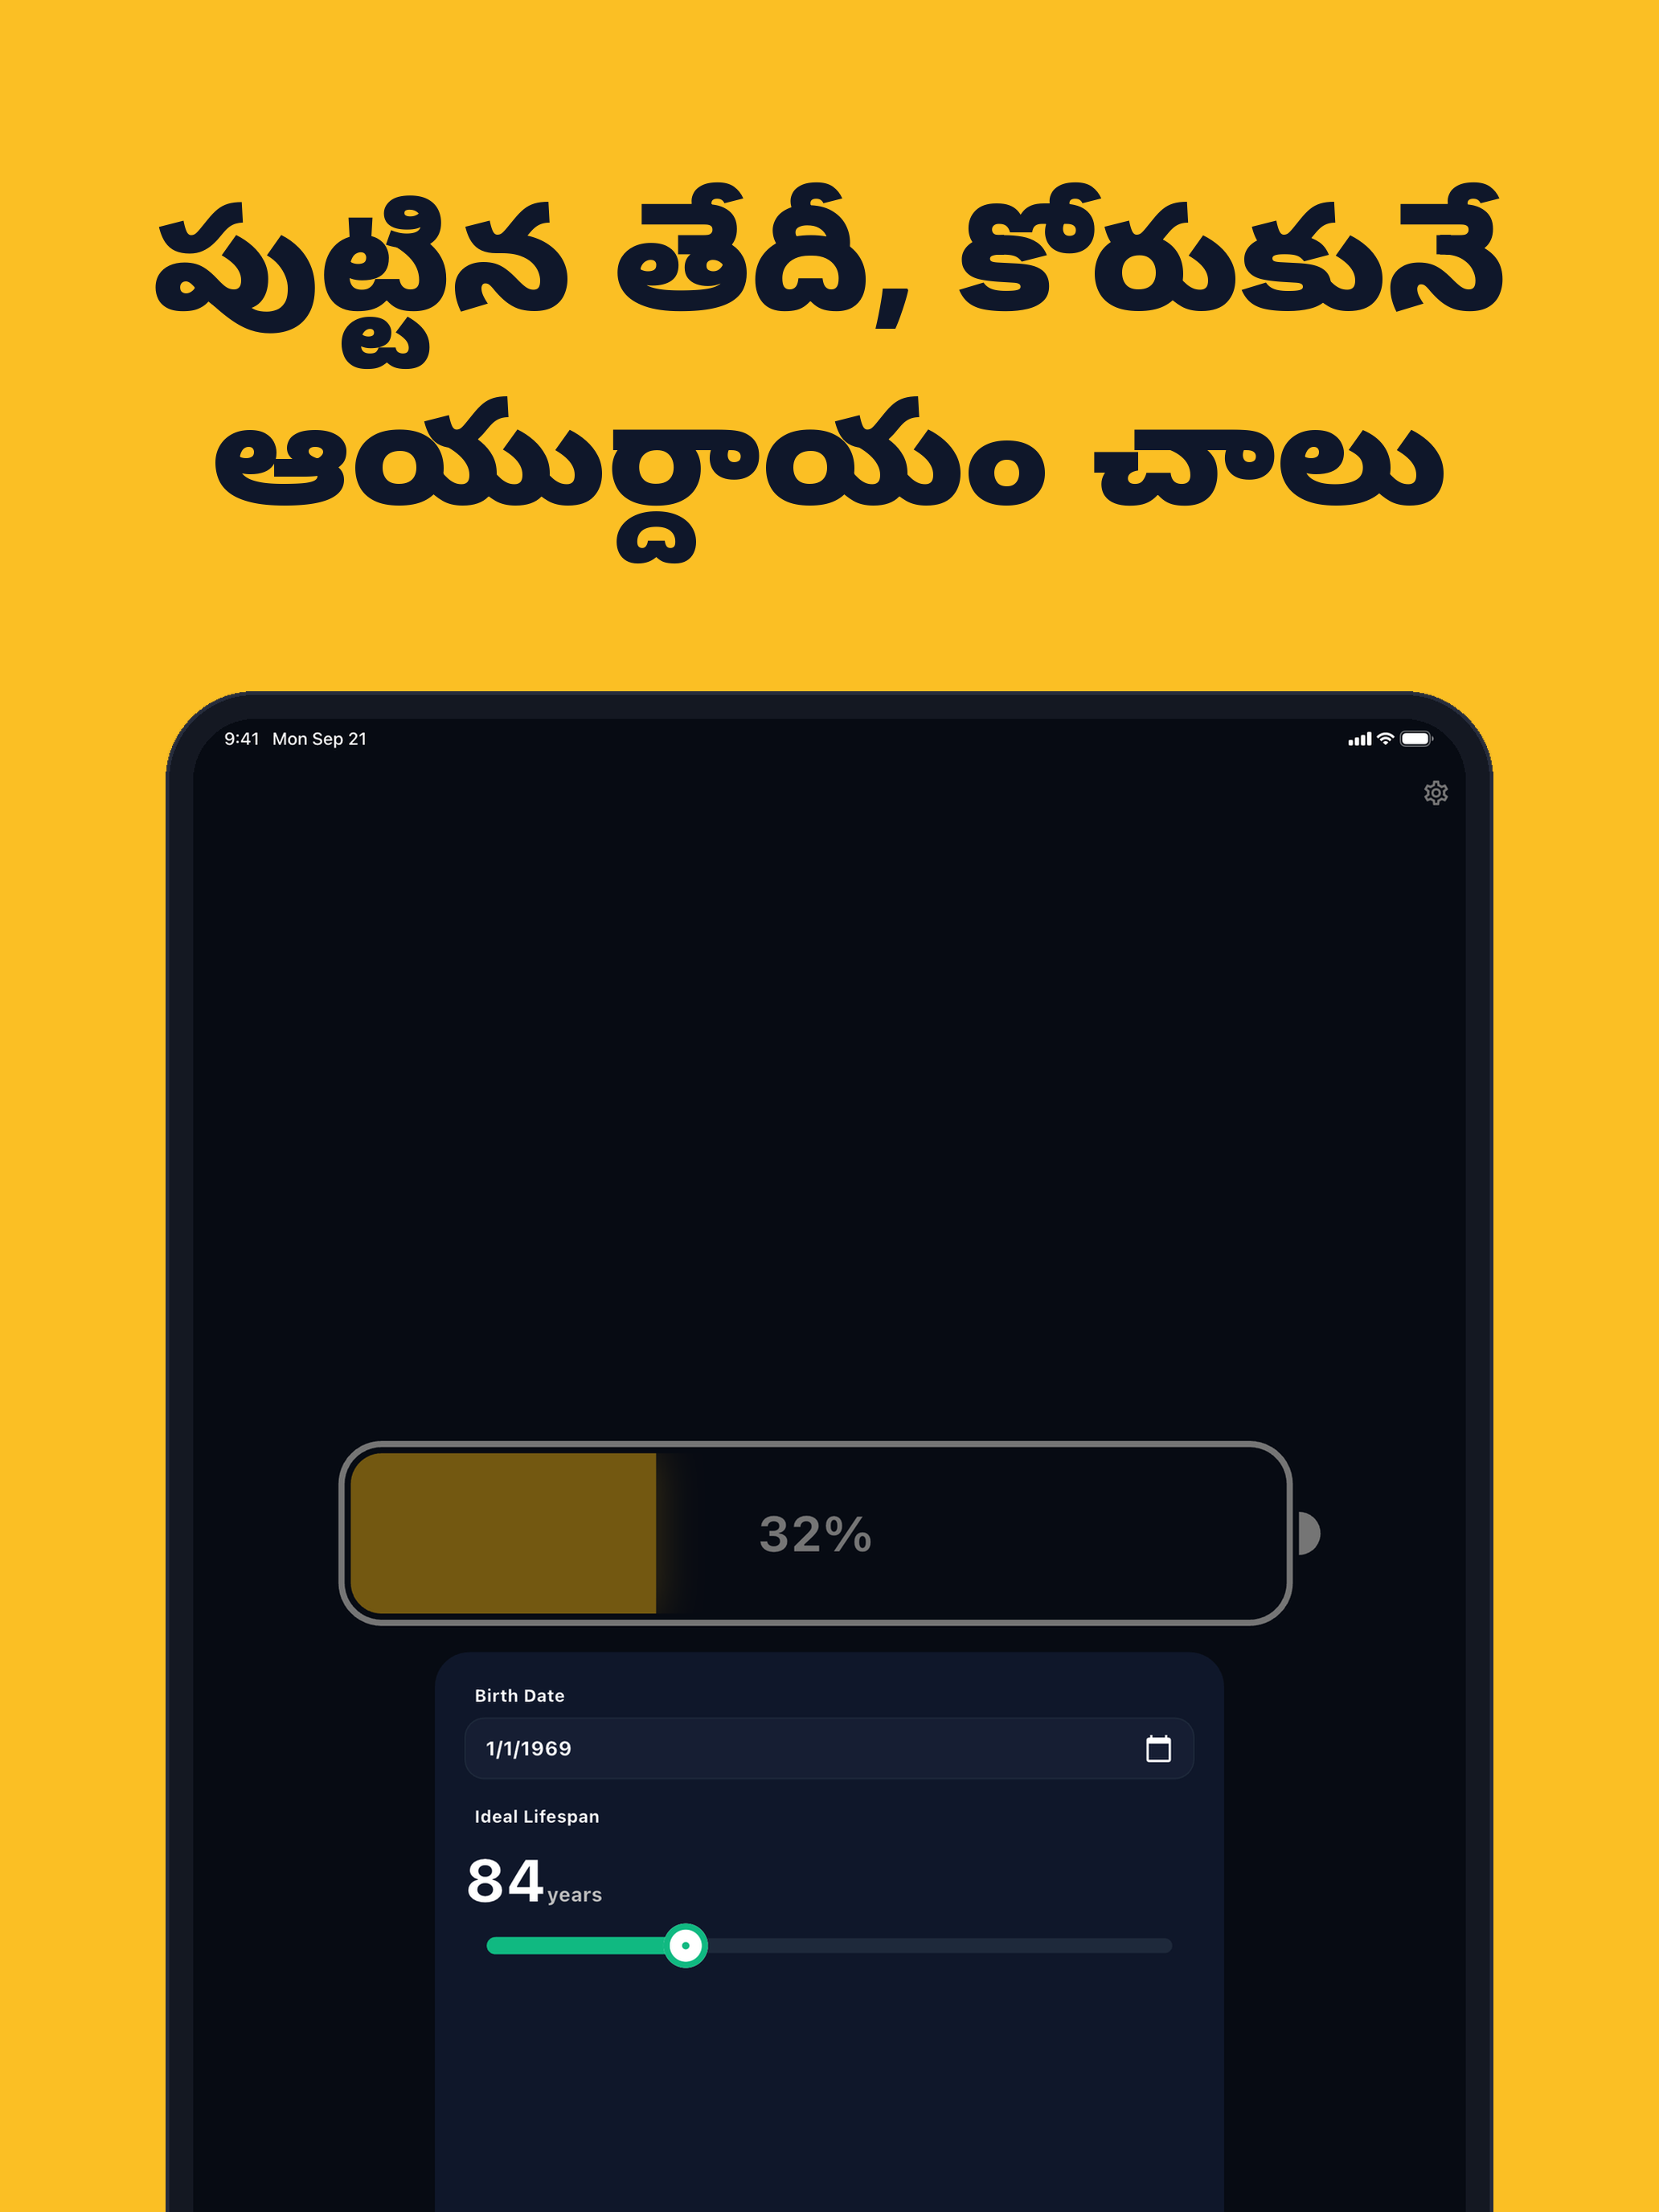 పుట్టిన తేదీ, కోరుకునే
ఆయుర్దాయం చాలు
9:41 Mon Sep 21
32%
Birth Date
1/1/1969
Ideal Lifespan
84 years